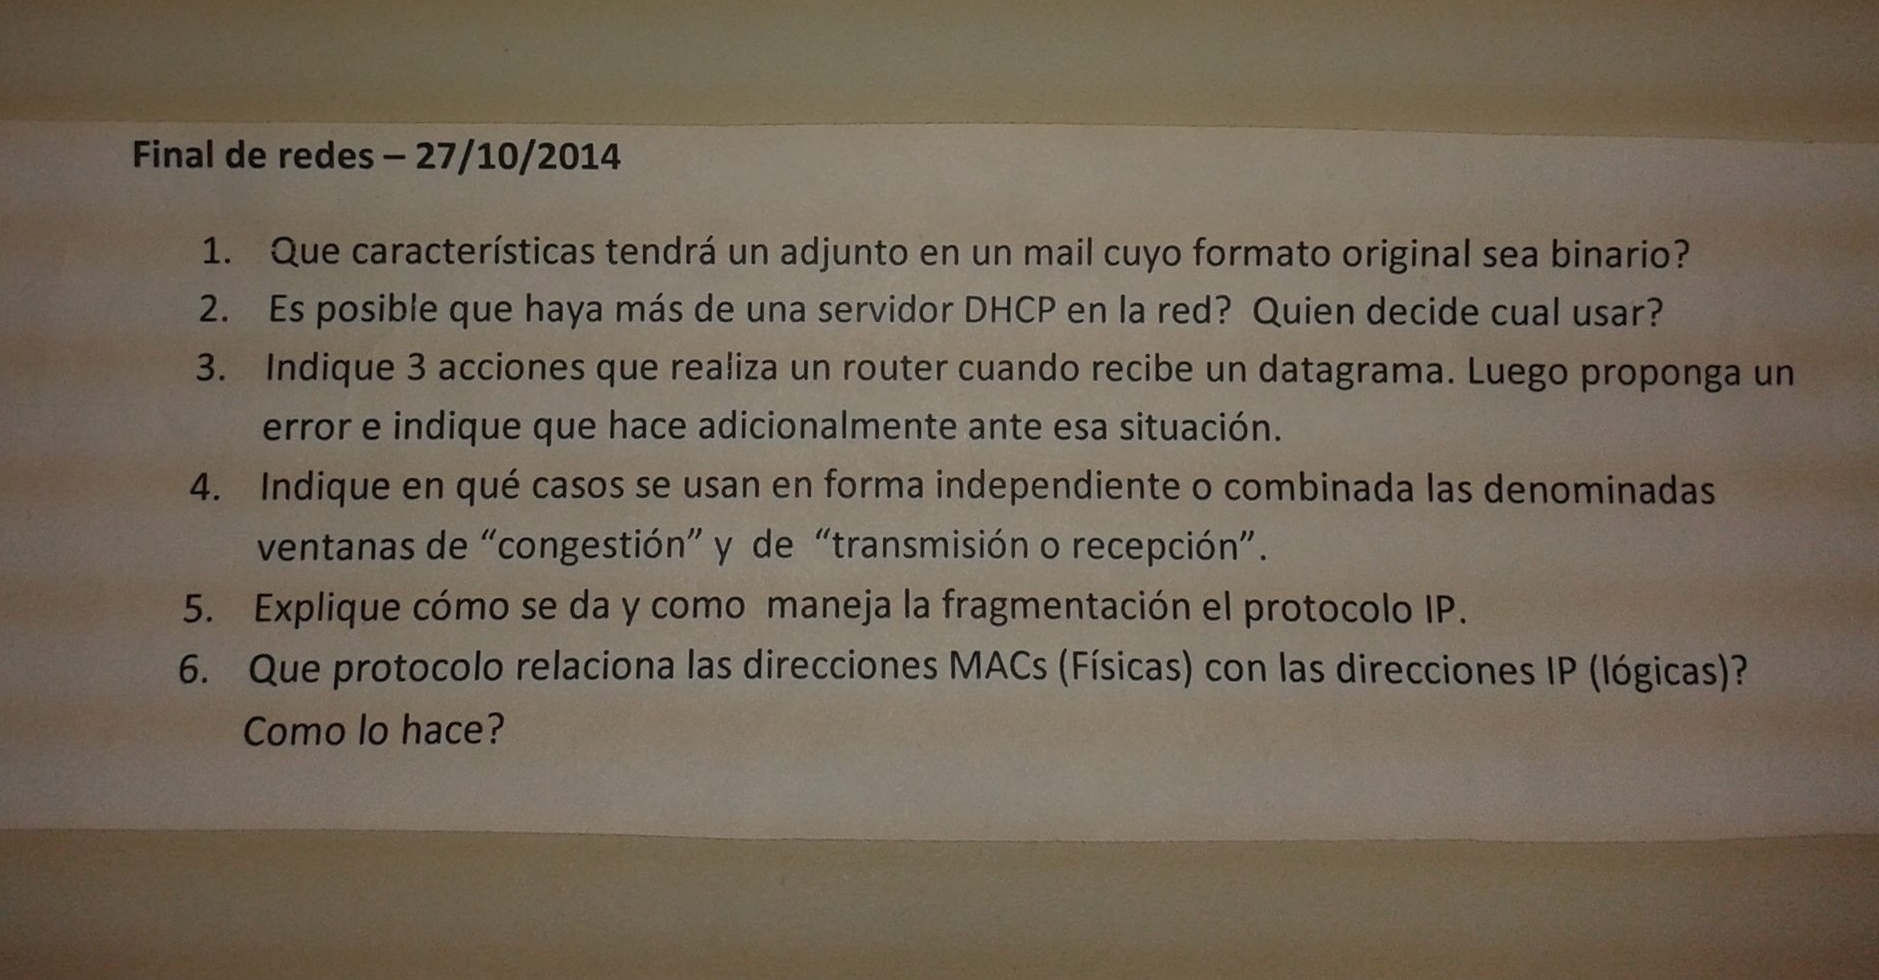 Final de redes – 27/10/2014
1. Que características tendrá un adjunto en un mail cuyo formato original sea binario?
2. Es posible que haya más de una servidor DHCP en la red? Quien decide cual usar?
3. Indique 3 acciones que realiza un router cuando recibe un datagrama. Luego proponga un
error e indique que hace adicionalmente ante esa situación.
4. Indique en qué casos se usan en forma independiente o combinada las denominadas
ventanas de “congestión” y de “transmisión o recepción”.
5. Explique cómo se da y como maneja la fragmentación el protocolo IP.
6. Que protocolo relaciona las direcciones MACs (Físicas) con las direcciones IP (lógicas)?
Como lo hace?